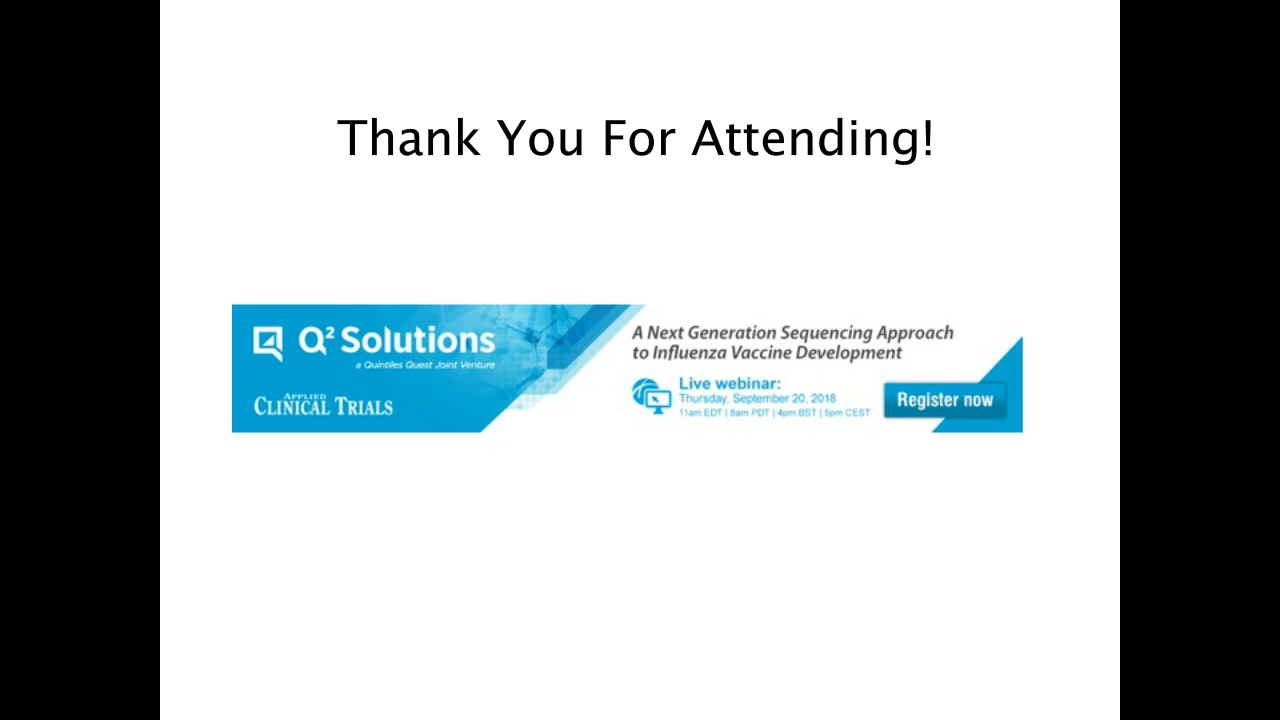 Thank You For Attending!
Q² Solutions
a Quintiles Quest Joint Venture
APPLIED
CLINICAL TRIALS
A Next Generation Sequencing Approach
to Influenza Vaccine Development
Live webinar:
Thursday, September 20, 2018
11am EDT | 8am PDT | 4pm BST | 5pm CEST
Register now